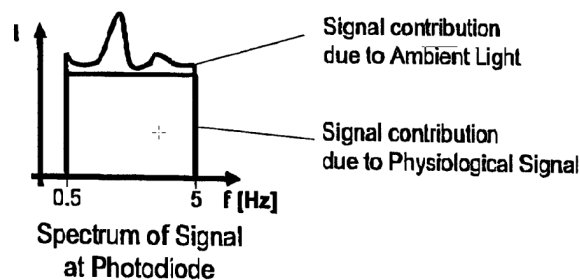 I
Signal contribution
due to Ambient Light
Signal contribution
due to Physiological Signal
0.5
5
f [Hz]
Spectrum of Signal
at Photodiode